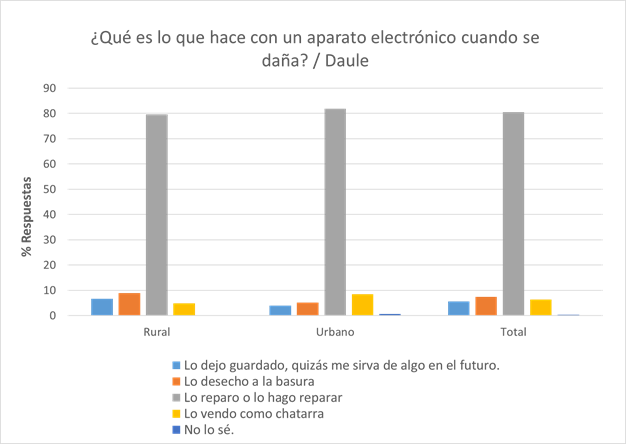 ¿Qué es lo que hace con un aparato electrónico cuando se
daña? / Daule
% Respuestas
90
80
70
60
50
40
30
20
10
0
Rural
Urbano
Total
Lo dejo guardado, quizás me sirva de algo en el futuro.
Lo desecho a la basura
Lo reparo o lo hago reparar
Lo vendo como chatarra
No lo sé.